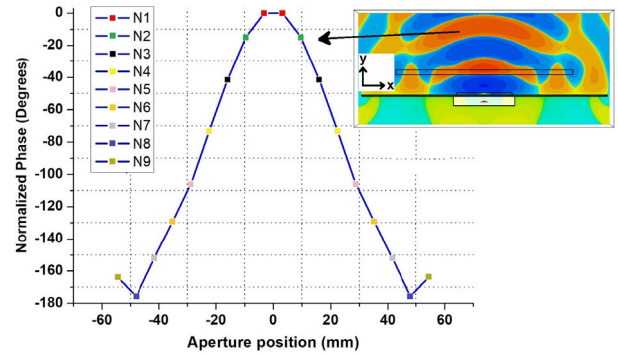 Normalized Phase (Degrees)
0
-20
-40
-60
-80
-100
-120
-140
-160
-180
N1
N2
N3
N4
N5
N6
N7
N8
N9
y
x
-60
-40
-20
0
20
40
60
Aperture position (mm)